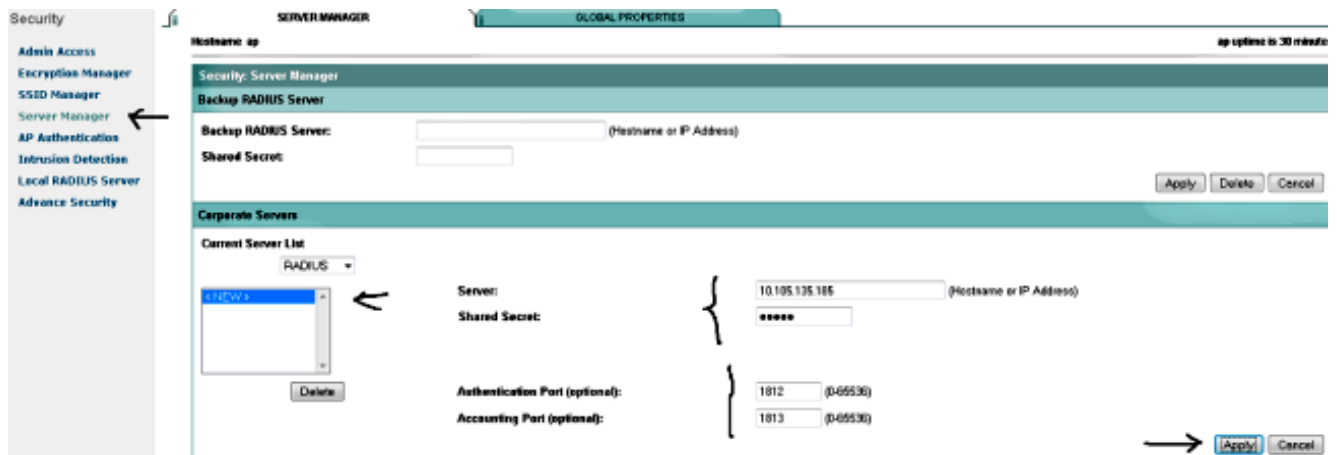 Security
SERVER MANAGER
GLOBAL PROPERTIES
Hostname ap
ap uptime is 30 minute
Admin Access
Encryption Manager
SSID Manager
Server Manager
AP Authentication
Intrusion Detection
Local RADIUS Server
Advance Security
Security: Server Manager
Backup RADIUS Server
Backup RADIUS Server:
(Hostname or IP Address)
Shared Secret:
Apply Delete Cancel
Corporate Servers
Current Server List
RADIUS
< NEW >
Server:
10.105.135.185
(Hostname or IP Address)
Shared Secret:
Delete
Authentication Port (optional):
1812
(0-65536)
Accounting Port (optional):
1813
(0-65536)
Apply Cancel